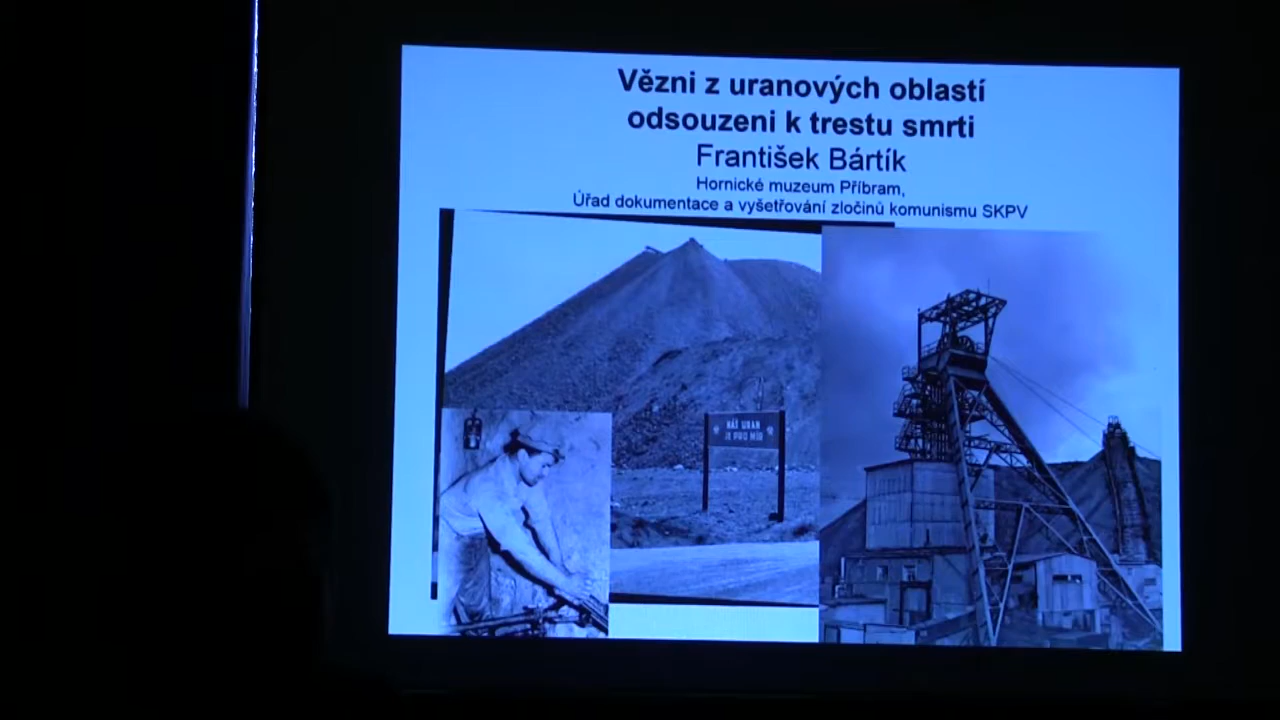 Vězni z uranových oblastí
odsouzeni k trestu smrti
František Bártík
Hornické muzeum Příbram,
Úřad dokumentace a vyšetřování zločinů komunismu SKPV
NÁŠ URAN
JE PRO MÍR